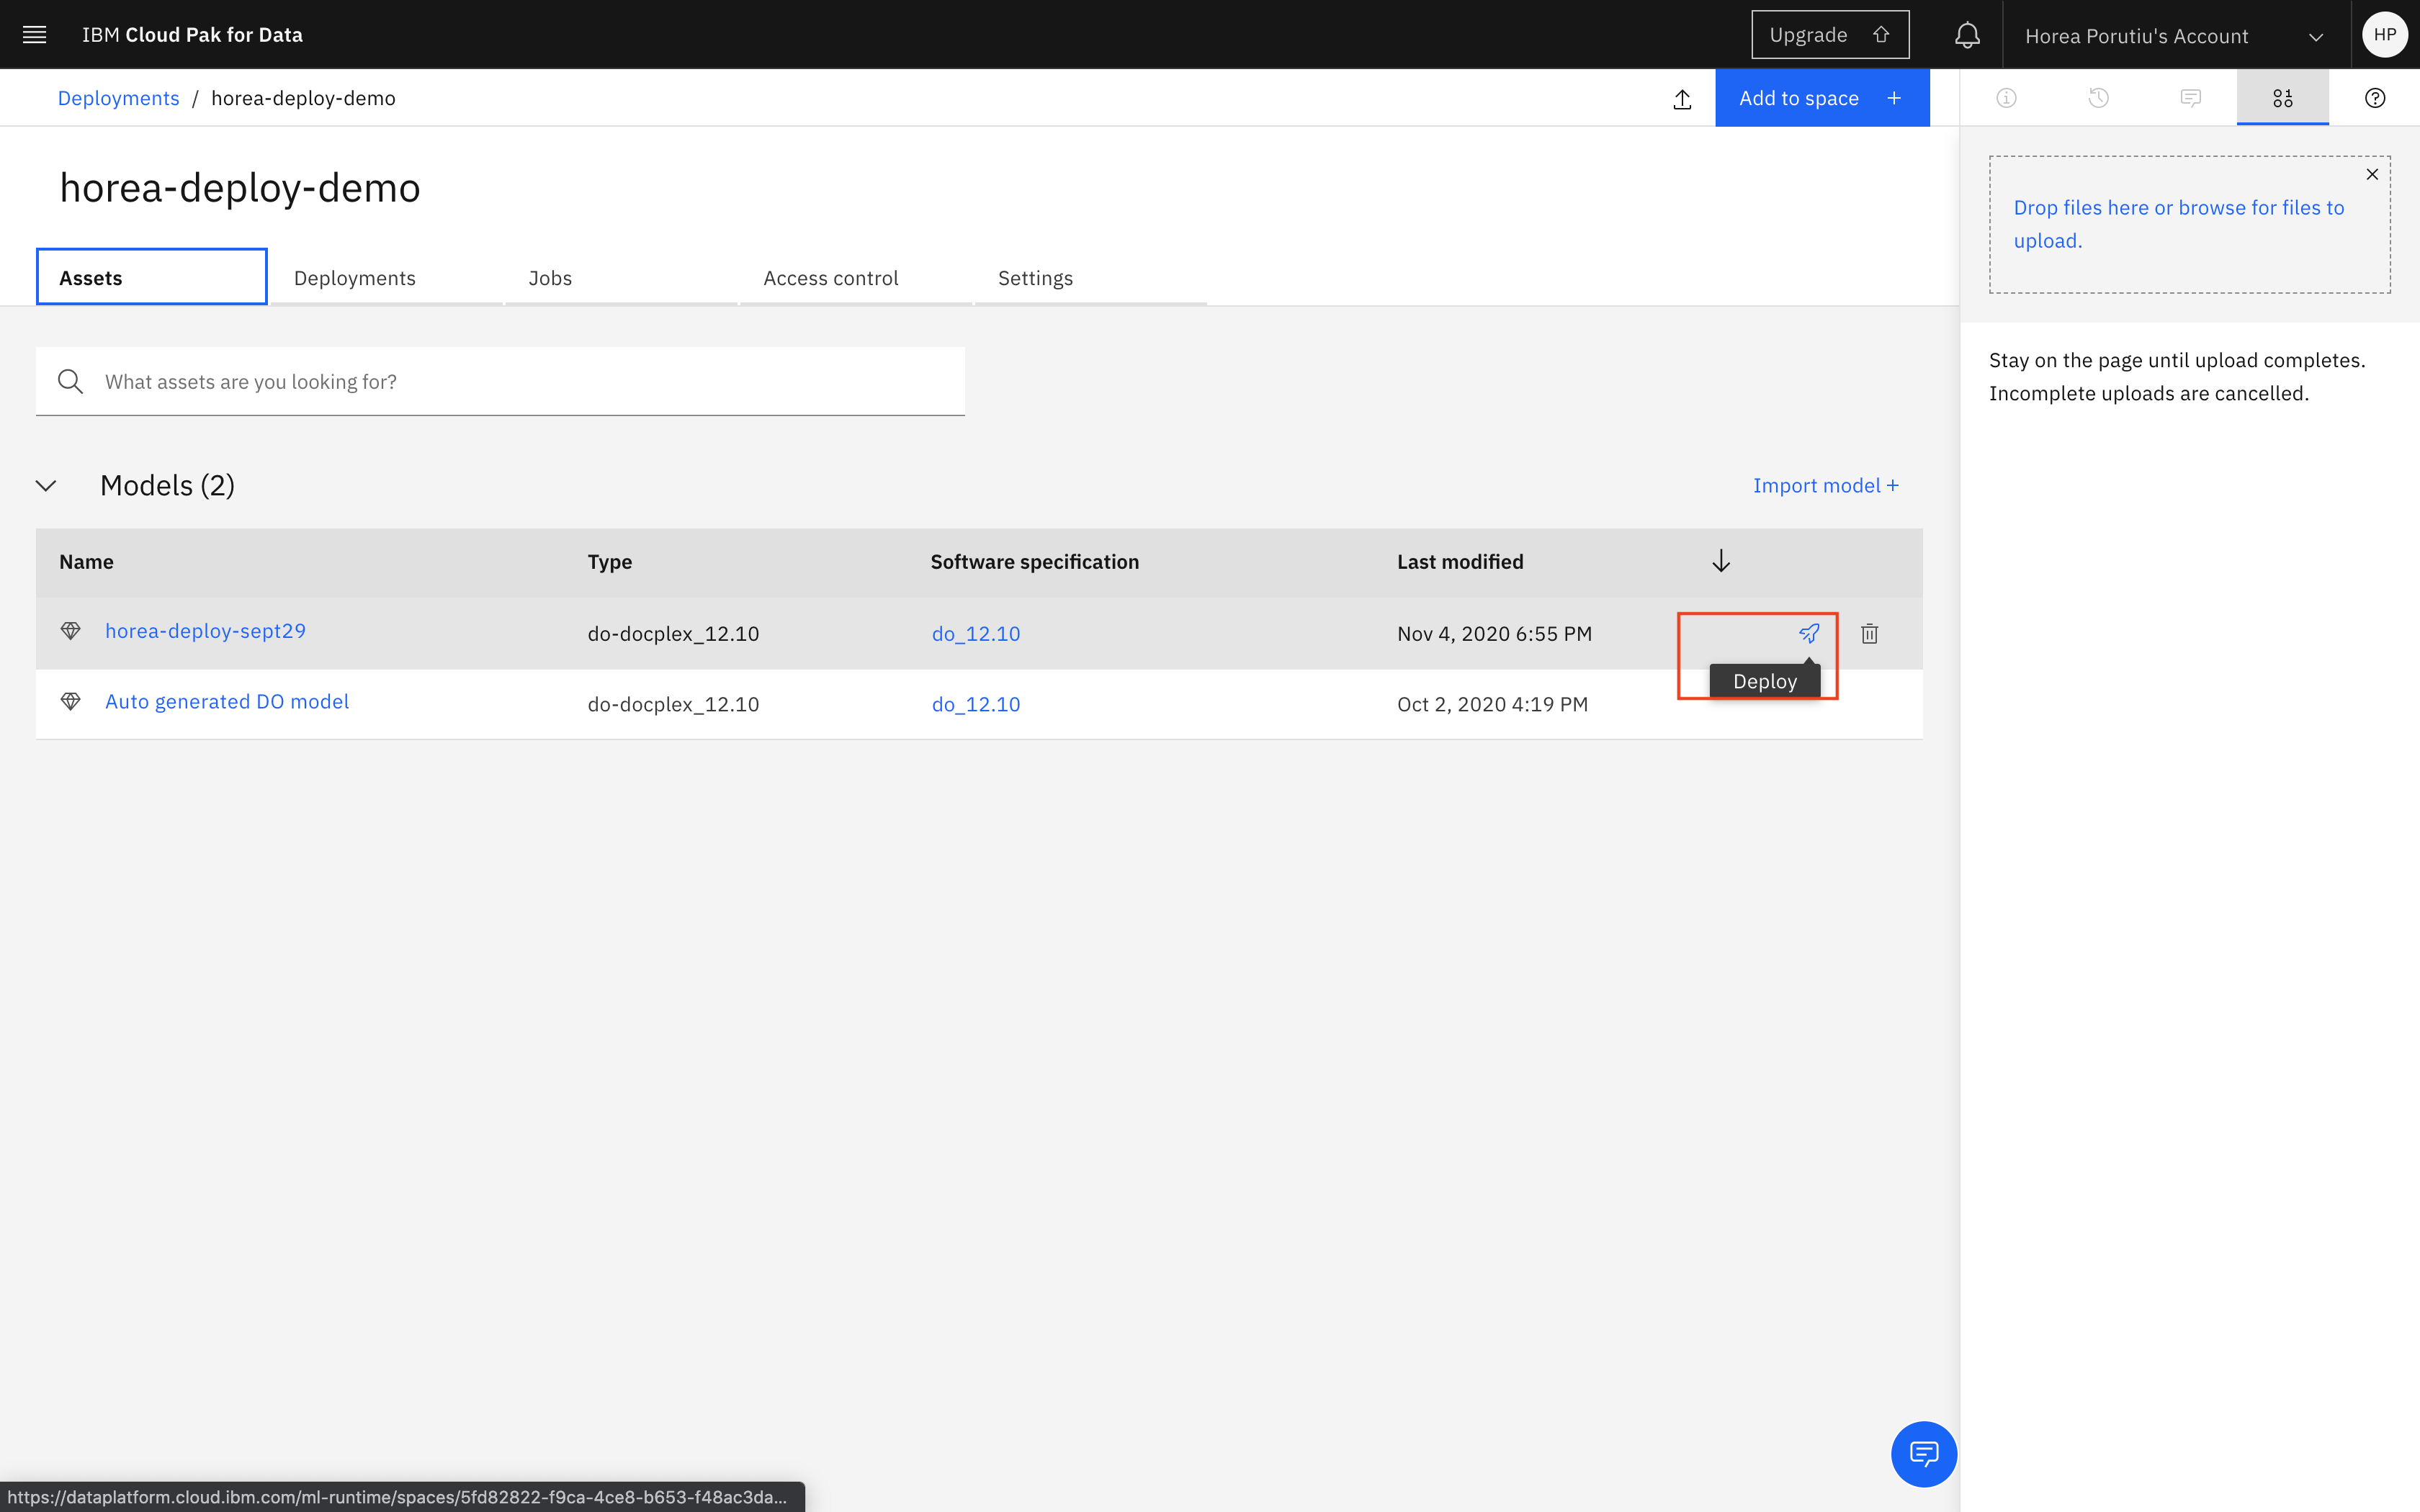 IBM Cloud Pak for Data
Upgrade
Horea Porutiu's Account
HP
Deployments / horea-deploy-demo
Add to space +
horea-deploy-demo
Assets
Deployments
Jobs
Access control
Settings
Drop files here or browse for files to
upload.
Stay on the page until upload completes.
Incomplete uploads are cancelled.
What assets are you looking for?
Models (2)
Import model +
Name Type Software specification Last modified
horea-deploy-sept29 do-docplex_12.10 do_12.10 Nov 4, 2020 6:55 PM
Deploy
Auto generated DO model do-docplex_12.10 do_12.10 Oct 2, 2020 4:19 PM
https://dataplatform.cloud.ibm.com/ml-runtime/spaces/5fd82822-f9ca-4ce8-b653-f48ac3da...